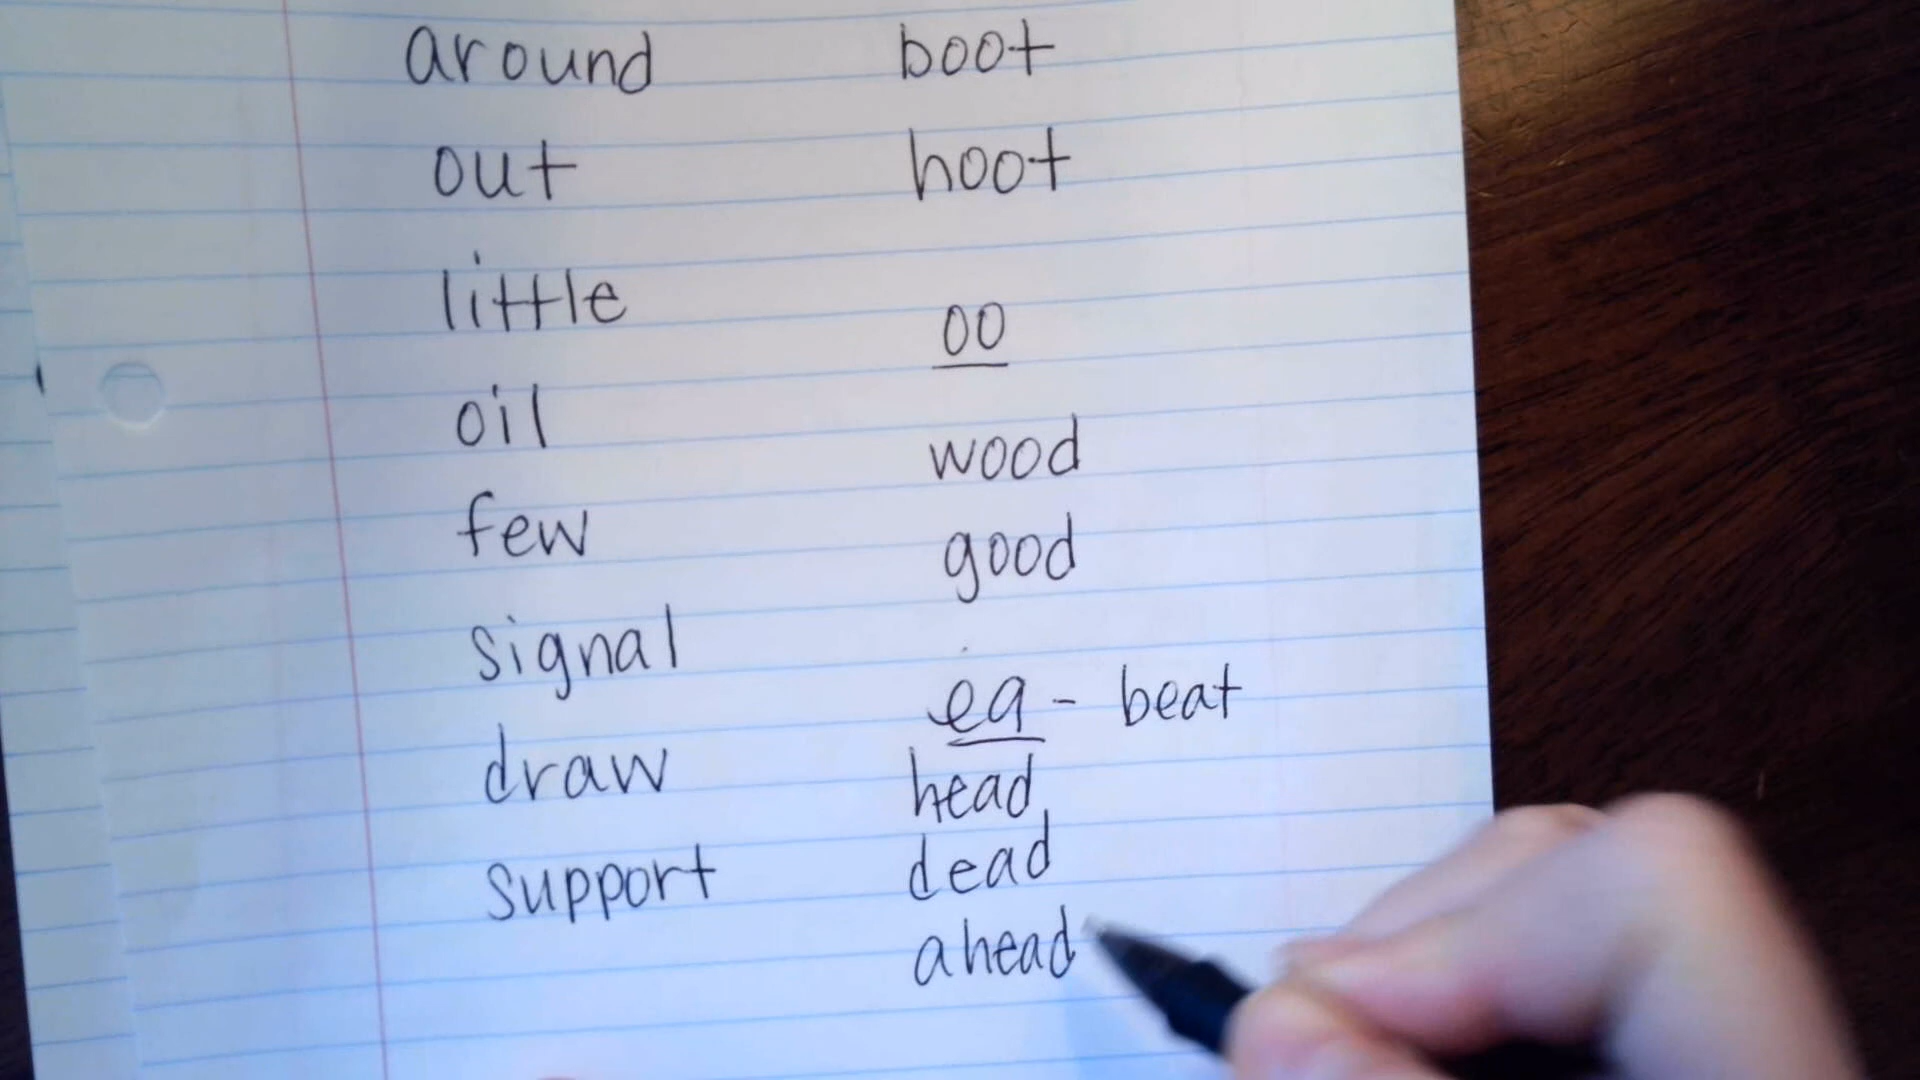 around
out
little
oil
few
signal
draw
support
boot
hoot
oo
wood
good
ea - beat
head
dead
ahead